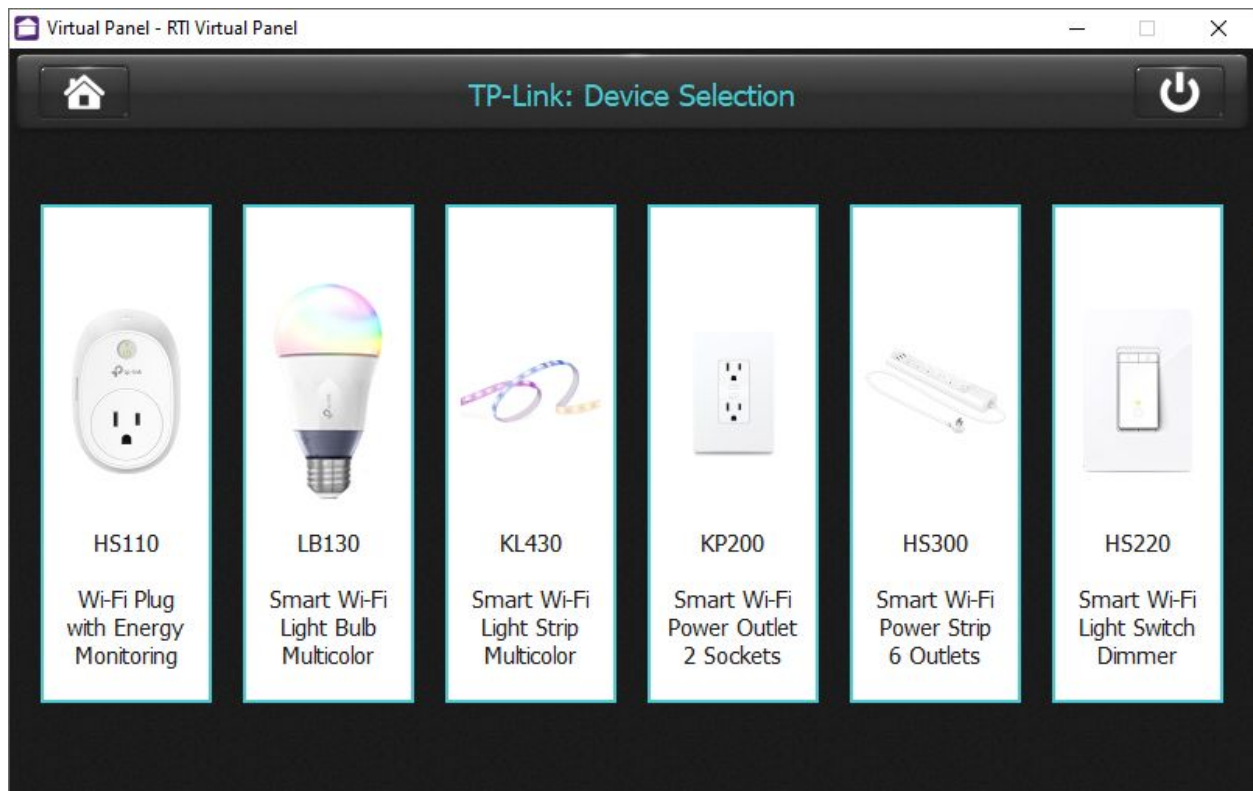 Virtual Panel - RTI Virtual Panel
TP-Link: Device Selection
tp-link
HS110
Wi-Fi Plug
with Energy
Monitoring
LB130
Smart Wi-Fi
Light Bulb
Multicolor
KL430
Smart Wi-Fi
Light Strip
Multicolor
KP200
Smart Wi-Fi
Power Outlet
2 Sockets
HS300
Smart Wi-Fi
Power Strip
6 Outlets
HS220
Smart Wi-Fi
Light Switch
Dimmer